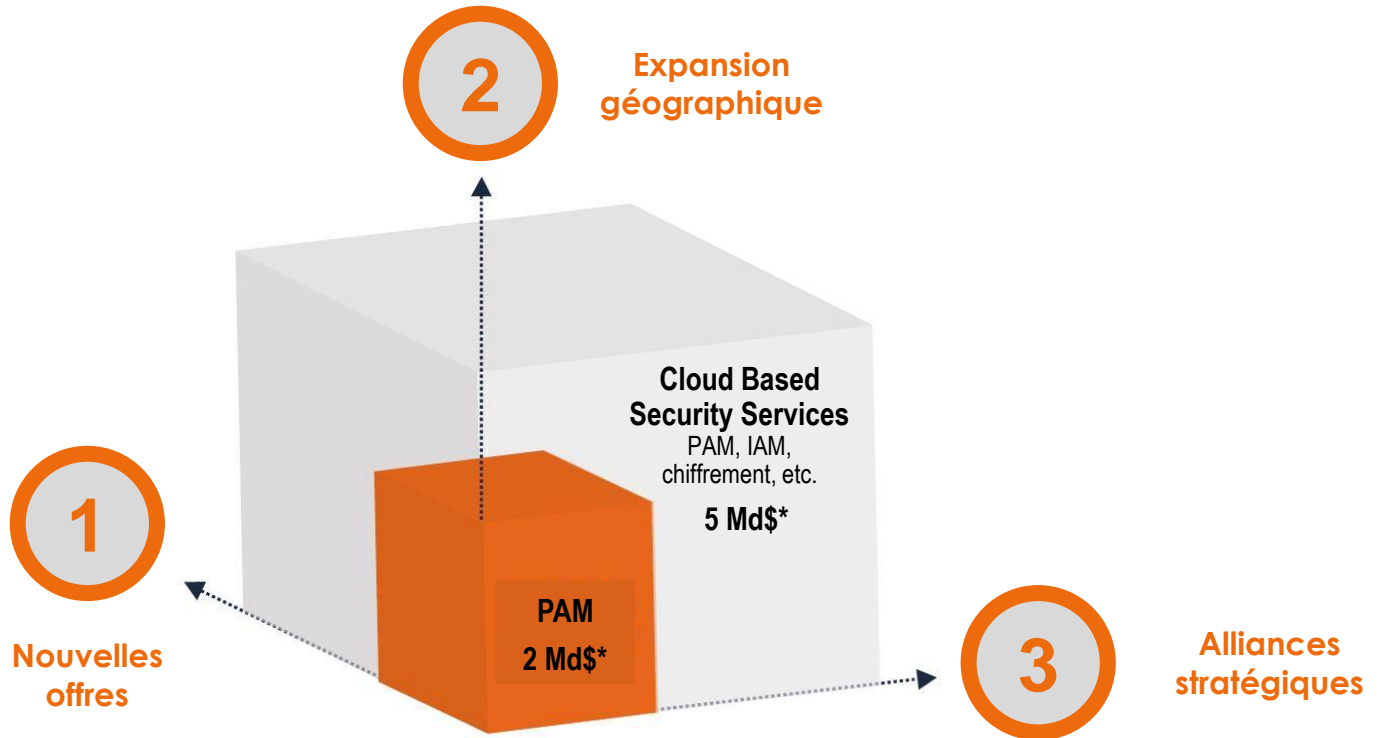 2
Expansion
géographique
Cloud Based
Security Services
PAM, IAM,
chiffrement, etc.
5 Md$*
1
Nouvelles
offres
PAM
2 Md$*
3
Alliances
stratégiques